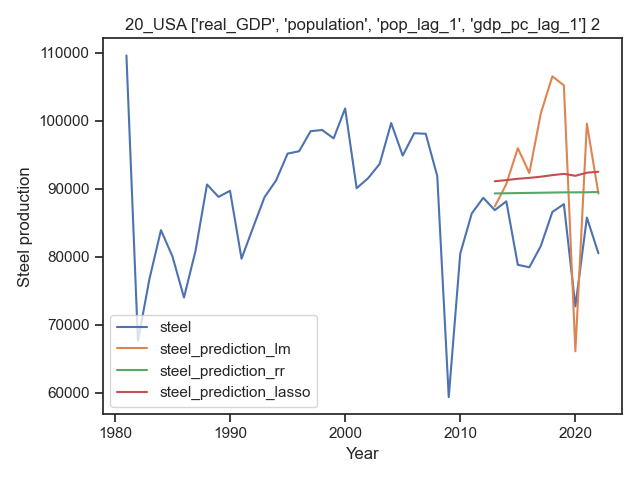 20_USA ['real_GDP', 'population', 'pop_lag_1', 'gdp_pc_lag_1'] 2
110000
100000
90000
80000
70000
60000
Steel production
steel
steel_prediction_lm
steel_prediction_rr
steel_prediction_lasso
1980
1990
2000
2010
2020
Year